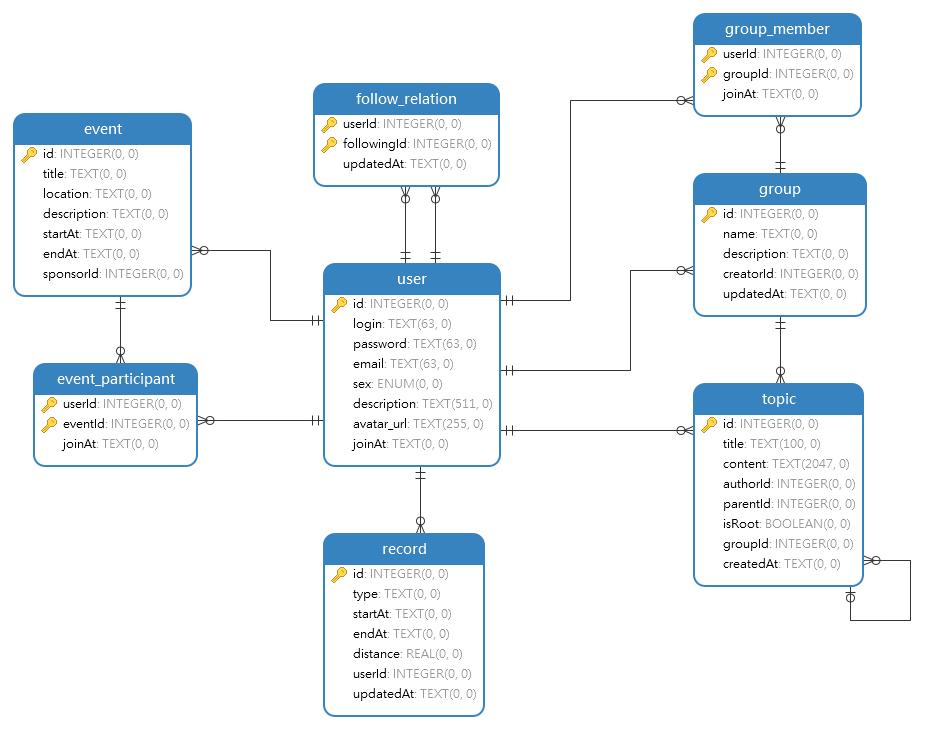 group_member
userId: INTEGER(0, 0)
groupId: INTEGER(0, 0)
joinAt: TEXT(0, 0)
follow_relation
userId: INTEGER(0, 0)
followingId: INTEGER(0, 0)
updatedAt: TEXT(0, 0)
event
id: INTEGER(0, 0)
title: TEXT(0, 0)
location: TEXT(0, 0)
description: TEXT(0, 0)
startAt: TEXT(0, 0)
endAt: TEXT(0, 0)
sponsorId: INTEGER(0, 0)
group
id: INTEGER(0, 0)
name: TEXT(0, 0)
description: TEXT(0, 0)
creatorId: INTEGER(0, 0)
updatedAt: TEXT(0, 0)
user
id: INTEGER(0, 0)
login: TEXT(63, 0)
password: TEXT(63, 0)
email: TEXT(63, 0)
sex: ENUM(0, 0)
description: TEXT(511, 0)
avatar_url: TEXT(255, 0)
joinAt: TEXT(0, 0)
event_participant
userId: INTEGER(0, 0)
eventId: INTEGER(0, 0)
joinAt: TEXT(0, 0)
topic
id: INTEGER(0, 0)
title: TEXT(100, 0)
content: TEXT(2047, 0)
authorId: INTEGER(0, 0)
parentId: INTEGER(0, 0)
isRoot: BOOLEAN(0, 0)
groupId: INTEGER(0, 0)
createdAt: TEXT(0, 0)
record
id: INTEGER(0, 0)
type: TEXT(0, 0)
startAt: TEXT(0, 0)
endAt: TEXT(0, 0)
distance: REAL(0, 0)
userId: INTEGER(0, 0)
updatedAt: TEXT(0, 0)